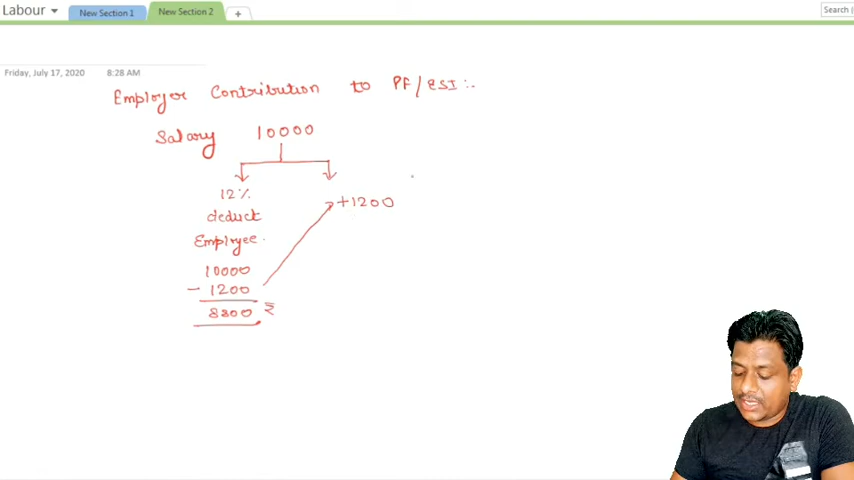 Labour
New Section 1
New Section 2
+
Search (
Friday, July 17, 2020
8:28 AM
Employer Contribution to PF/ESI:-
Salary 10000
12%
deduct
Employee.
+1200
10000
- 1200
8800 ₹